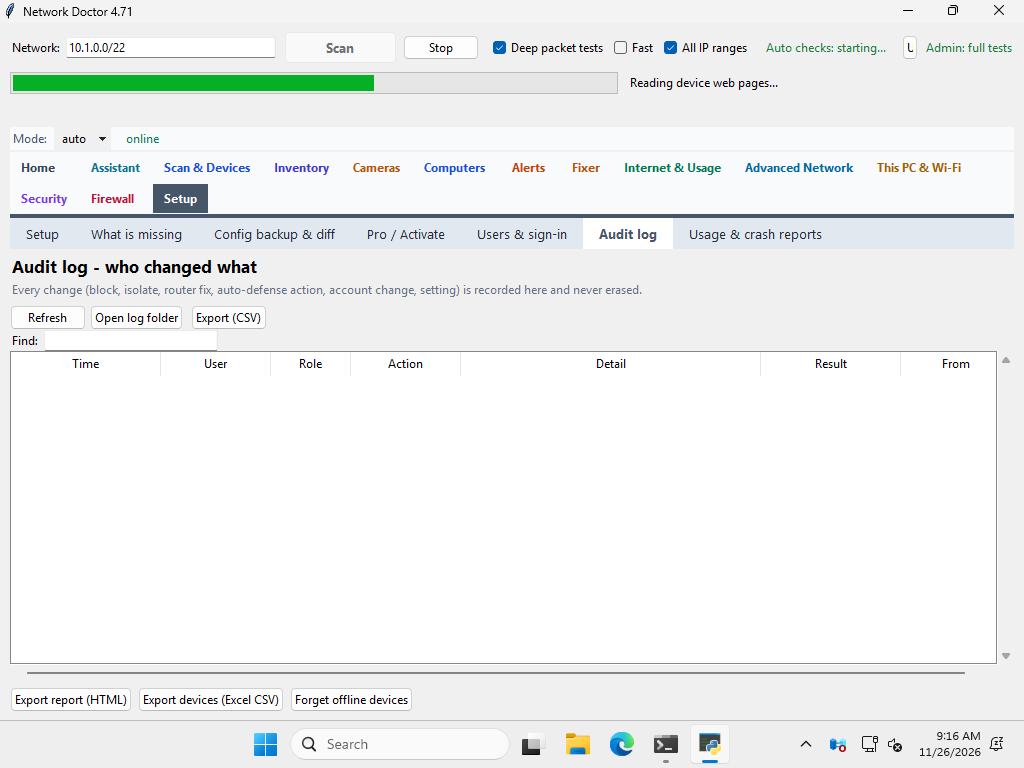 Network Doctor 4.71
Network: 10.1.0.0/22 Scan Stop Deep packet tests Fast All IP ranges Auto checks: starting... Admin: full tests
Reading device web pages...
Mode: auto online
Home Assistant Scan & Devices Inventory Cameras Computers Alerts Fixer Internet & Usage Advanced Network This PC & Wi-Fi
Security Firewall Setup
Setup What is missing Config backup & diff Pro / Activate Users & sign-in Audit log Usage & crash reports
Audit log - who changed what
Every change (block, isolate, router fix, auto-defense action, account change, setting) is recorded here and never erased.
Refresh Open log folder Export (CSV)
Find:
Time User Role Action Detail Result From
Export report (HTML) Export devices (Excel CSV) Forget offline devices
Search
9:16 AM
11/26/2026